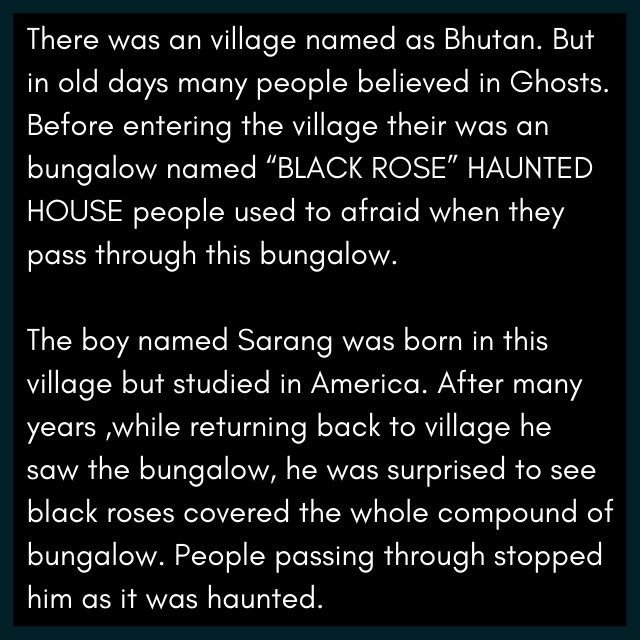 There was an village named as Bhutan. But
in old days many people believed in Ghosts.
Before entering the village their was an
bungalow named “BLACK ROSE” HAUNTED
HOUSE people used to afraid when they
pass through this bungalow.

The boy named Sarang was born in this
village but studied in America. After many
years ,while returning back to village he
saw the bungalow, he was surprised to see
black roses covered the whole compound of
bungalow. People passing through stopped
him as it was haunted.